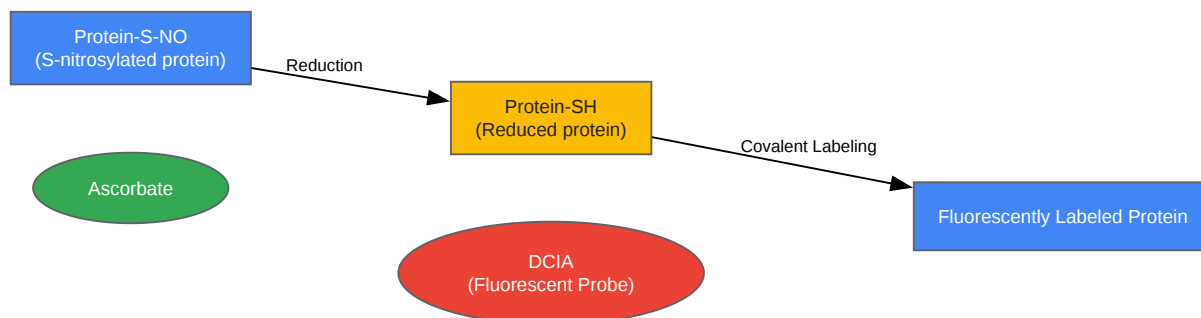 Protein-S-NO
(S-nitrosylated protein)
Reduction
Protein-SH
(Reduced protein)
Covalent Labeling
Ascorbate
Fluorescently Labeled Protein
DCIA
(Fluorescent Probe)